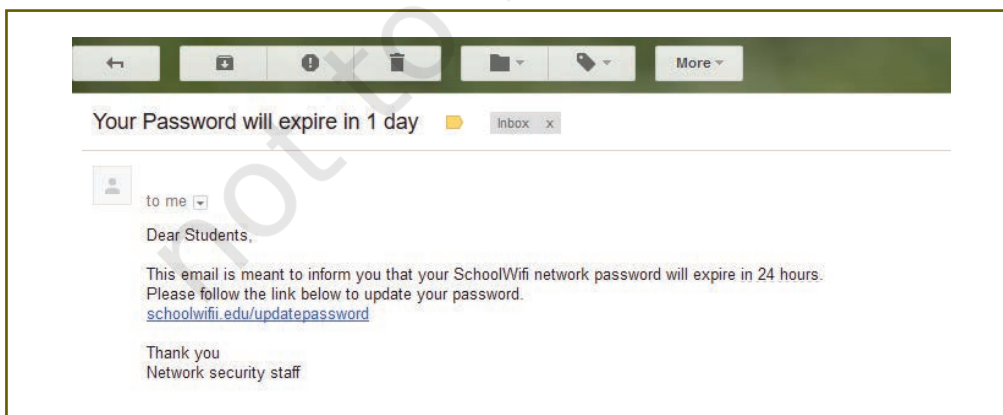 More
Your Password will expire in 1 day
Inbox x
to me
Dear Students,
This email is meant to inform you that your SchoolWifi network password will expire in 24 hours.
Please follow the link below to update your password.
schoolwifii.edu/updatepassword
Thank you
Network security staff
not to